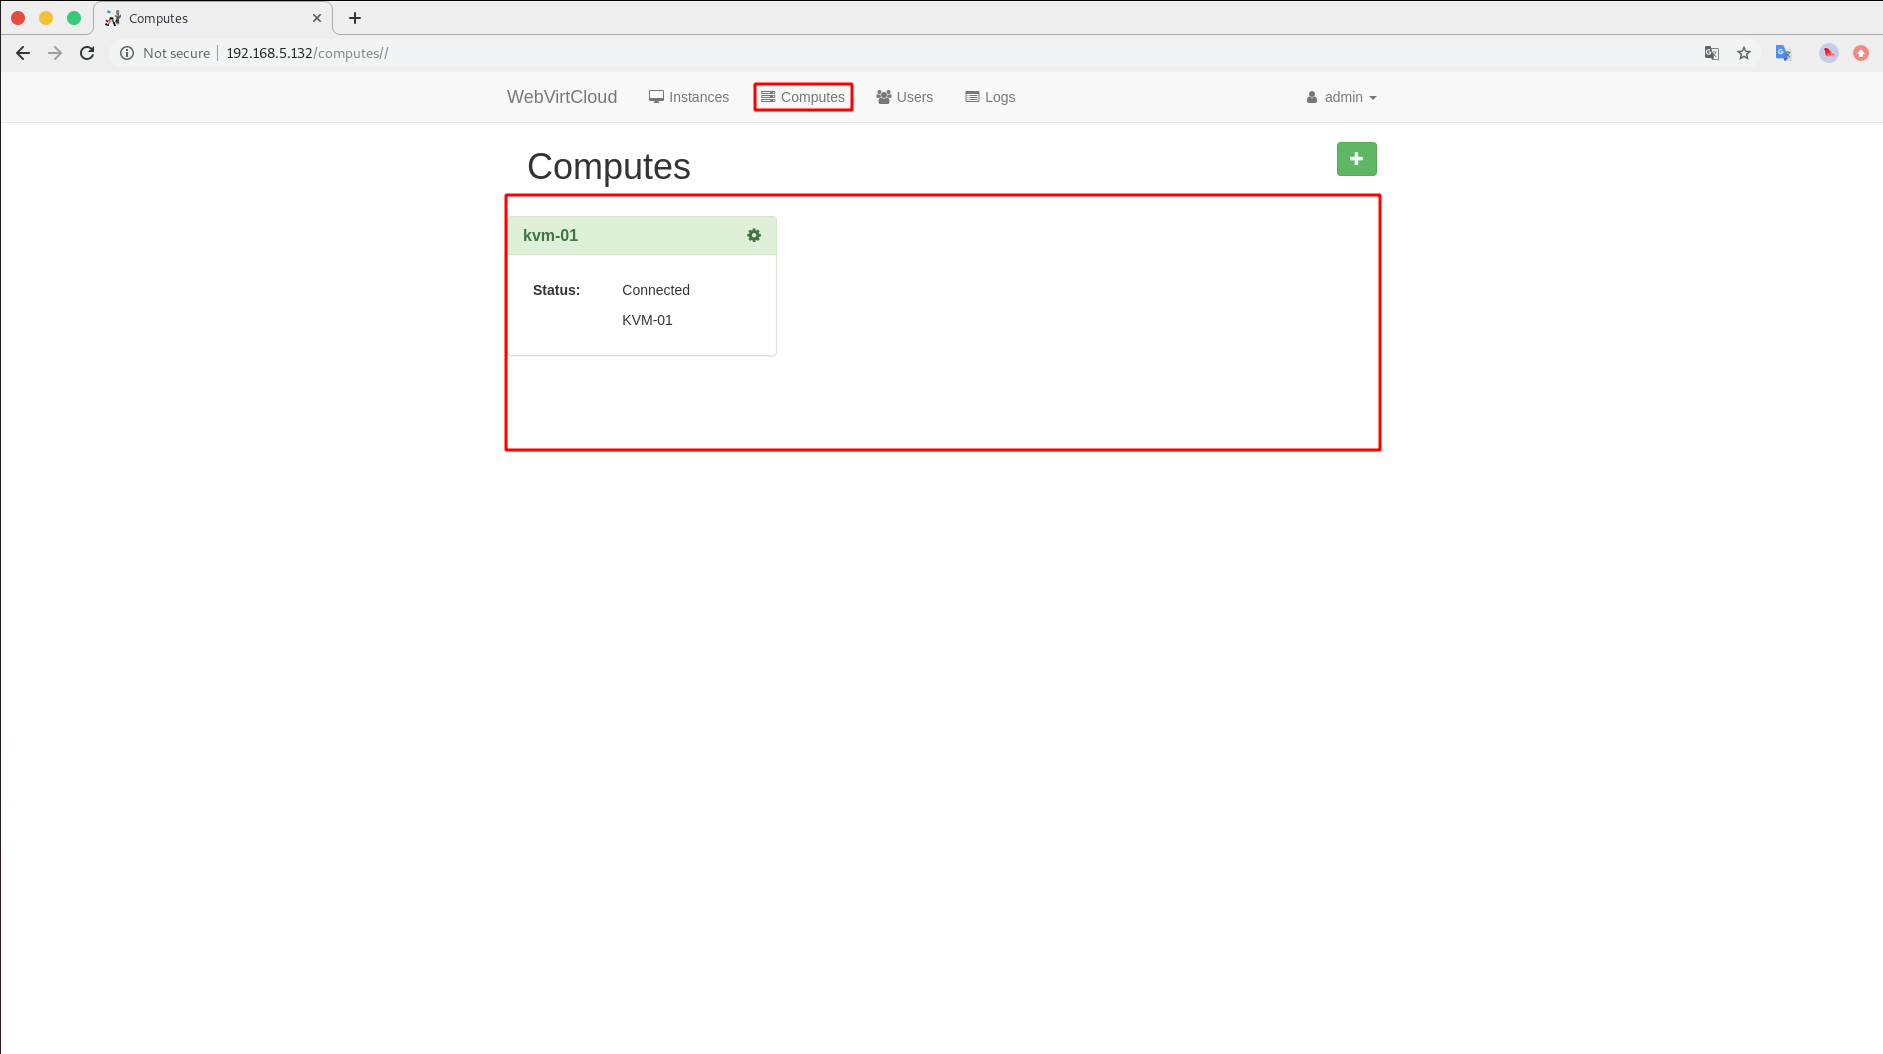 Computes
Not secure 192.168.5.132/computes//
WebVirtCloud Instances Computes Users Logs admin
Computes
kvm-01
Status: Connected
KVM-01